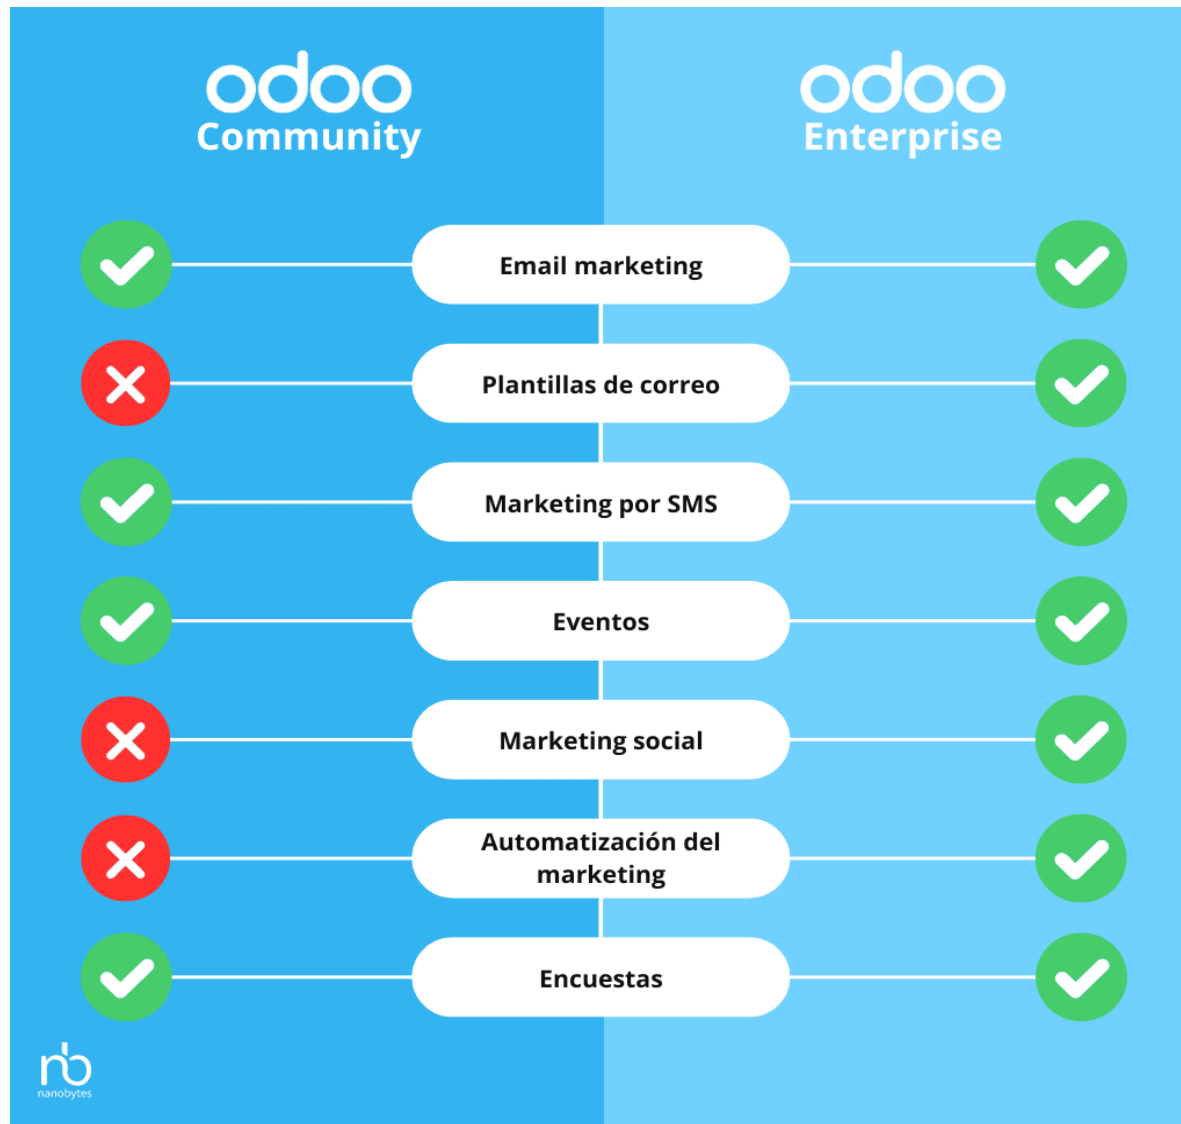 odoo
Community
odoo
Enterprise
Email marketing
Plantillas de correo
Marketing por SMS
Eventos
Marketing social
Automatización del
marketing
Encuestas
nb
nanobytes